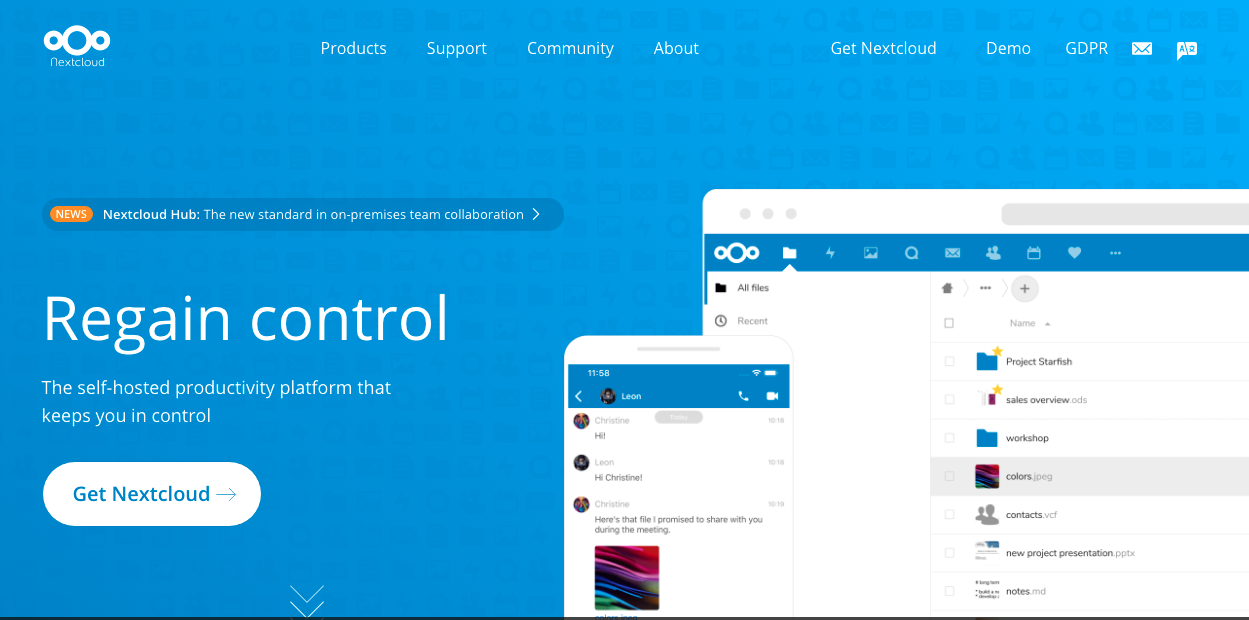 Nextcloud
Products Support Community About Get Nextcloud Demo GDPR
NEWS Nextcloud Hub: The new standard in on-premises team collaboration
Regain control
The self-hosted productivity platform that
keeps you in control
Get Nextcloud
All files
Recent
Name
Project Starfish
sales overview.ods
workshop
colors.jpeg
contacts.vcf
new project presentation.pptx
notes.md
11:58
Leon
Today
Christine 10:18
Hi!
Leon 10:18
Hi Christine!
Christine 10:19
Here's that file I promised to share with you
during the meeting.
colors.jpeg